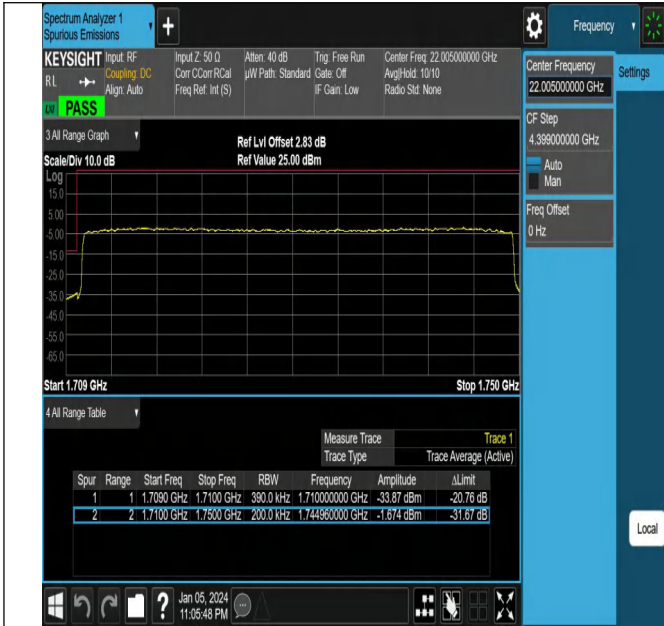 Spectrum Analyzer 1
Spurious Emissions
Frequency
KEYSIGHT
RL
PASS
Input: RF
Coupling: DC
Align: Auto
Input Z: 50 Ω
Corr CCorr RCal
Freq Ref: Int (S)
Atten: 40 dB
µW Path: Standard
Trig: Free Run
Gate: Off
IF Gain: Low
Center Freq: 22.005000000 GHz
Avg|Hold: 10/10
Radio Std: None
Center Frequency
22.005000000 GHz
Settings
CF Step
4.399000000 GHz
Auto
Man
Freq Offset
0 Hz
Local
3 All Range Graph
Ref Lvl Offset 2.83 dB
Scale/Div 10.0 dB
Ref Value 25.00 dBm
Log
15.0
5.00
-5.00
-15.0
-25.0
-35.0
-45.0
-55.0
-65.0
Start 1.709 GHz
Stop 1.750 GHz
4 All Range Table
Measure Trace Trace 1
Trace Type Trace Average (Active)
Spur Range Start Freq Stop Freq RBW Frequency Amplitude ΔLimit
1 1 1.7090 GHz 1.7100 GHz 390.0 kHz 1.710000000 GHz -33.87 dBm -20.76 dB
2 2 1.7100 GHz 1.7500 GHz 200.0 kHz 1.744960000 GHz -1.674 dBm -31.67 dB
?
Jan 05, 2024
11:05:48 PM